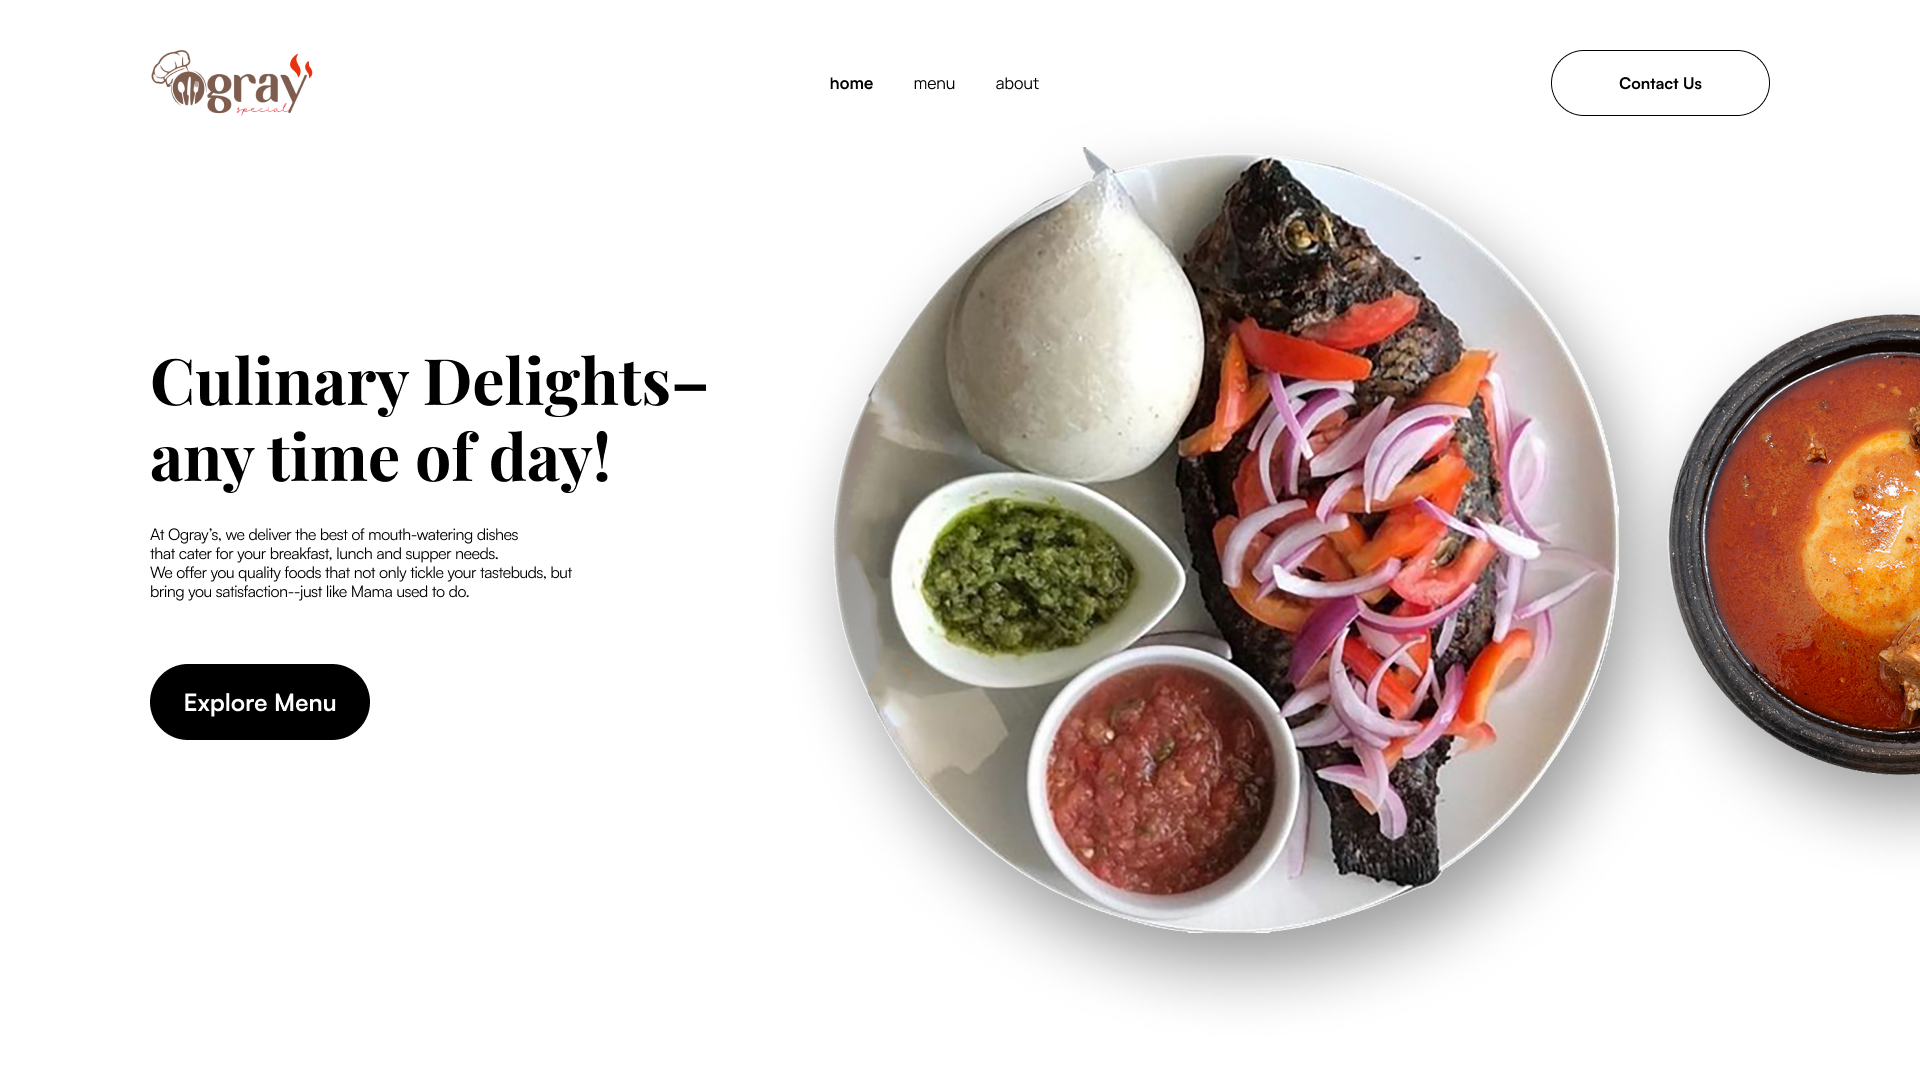 Ogray
special
home
menu
about
Contact Us
Culinary Delights–
any time of day!
At Ogray’s, we deliver the best of mouth-watering dishes
that cater for your breakfast, lunch and supper needs.
We offer you quality foods that not only tickle your tastebuds, but
bring you satisfaction--just like Mama used to do.
Explore Menu